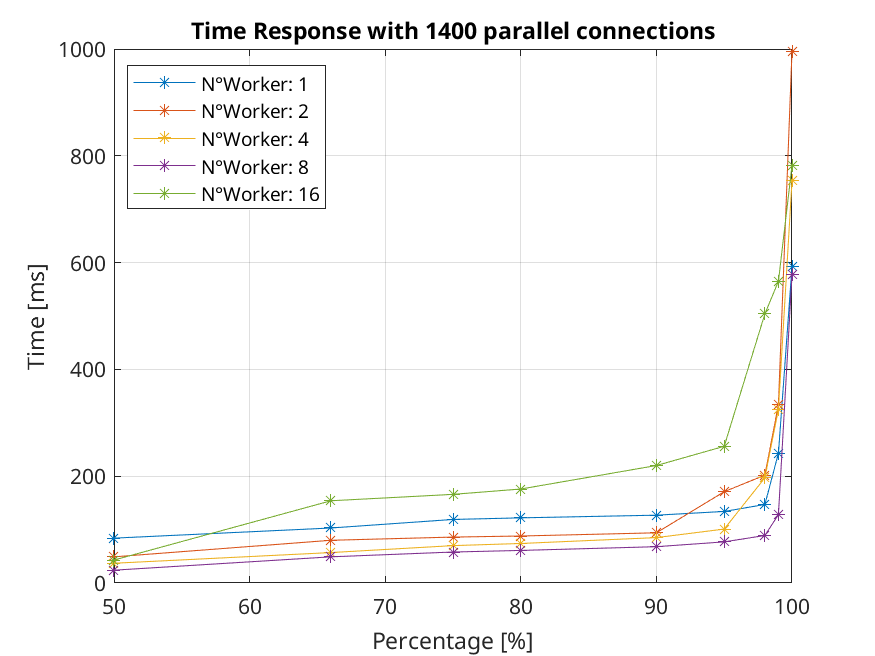 Time Response with 1400 parallel connections
1000
800
600
400
200
0
Time [ms]
N°Worker: 1
N°Worker: 2
N°Worker: 4
N°Worker: 8
N°Worker: 16
50 60 70 80 90 100
Percentage [%]